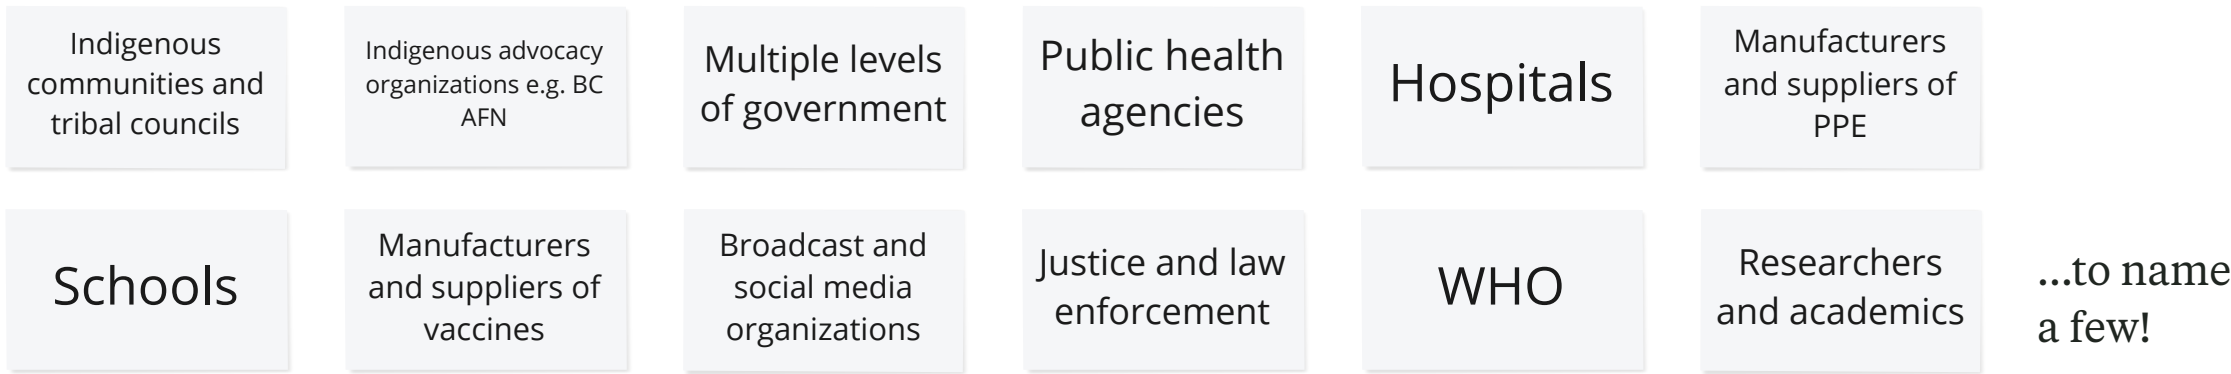 Indigenous
communities and
tribal councils
Indigenous advocacy
organizations e.g. BC
AFN
Multiple levels
of government
Public health
agencies
Hospitals
Manufacturers
and suppliers of
PPE
Schools
Manufacturers
and suppliers of
vaccines
Broadcast and
social media
organizations
Justice and law
enforcement
WHO
Researchers
and academics
...to name
a few!